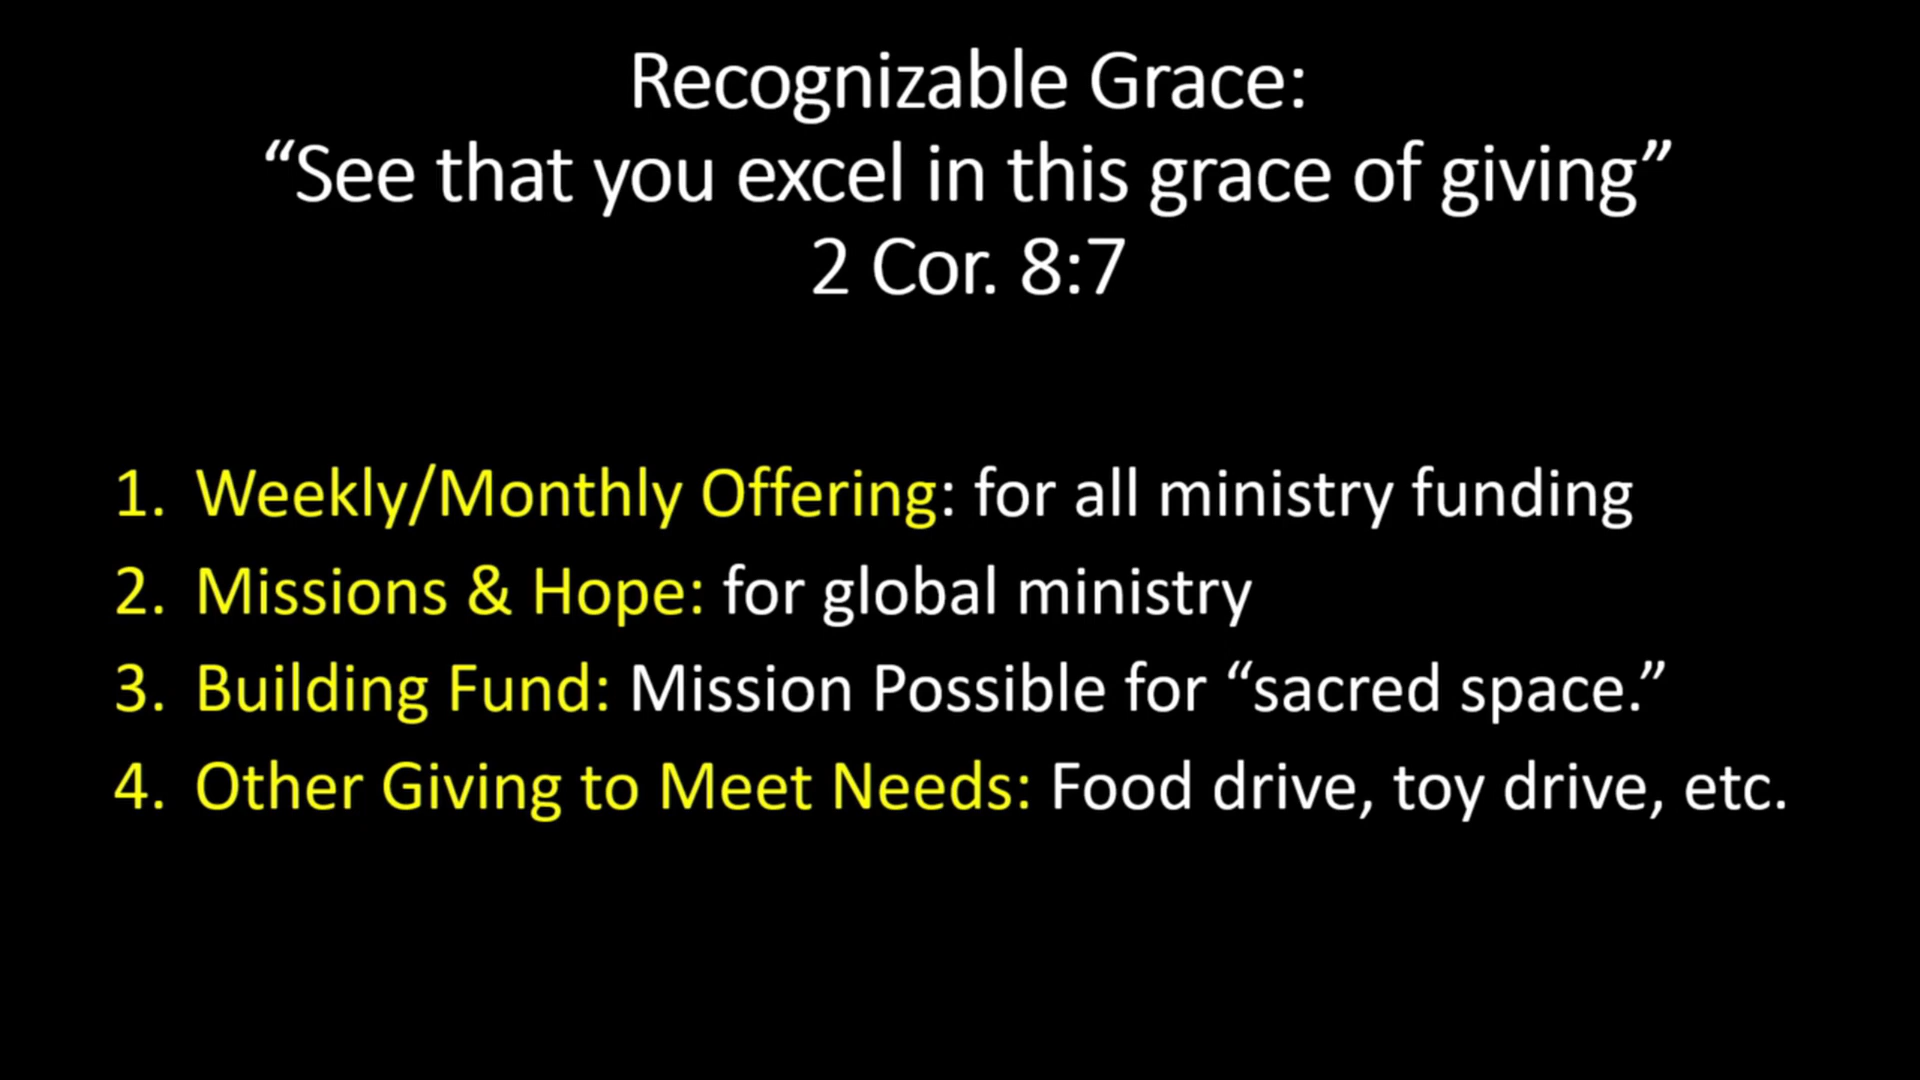 Recognizable Grace:
“See that you excel in this grace of giving”
2 Cor. 8:7
1. Weekly/Monthly Offering: for all ministry funding
2. Missions & Hope: for global ministry
3. Building Fund: Mission Possible for “sacred space.”
4. Other Giving to Meet Needs: Food drive, toy drive, etc.